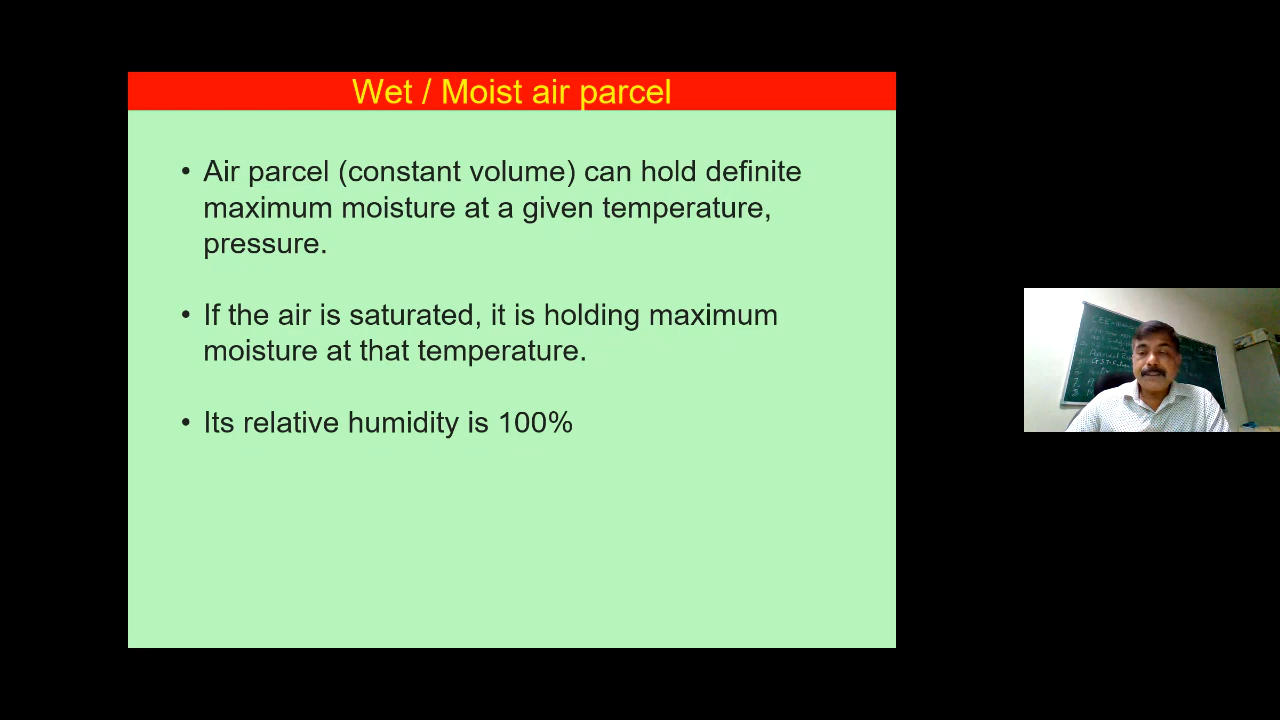 Wet / Moist air parcel
• Air parcel (constant volume) can hold definite
maximum moisture at a given temperature,
pressure.
• If the air is saturated, it is holding maximum
moisture at that temperature.
• Its relative humidity is 100%